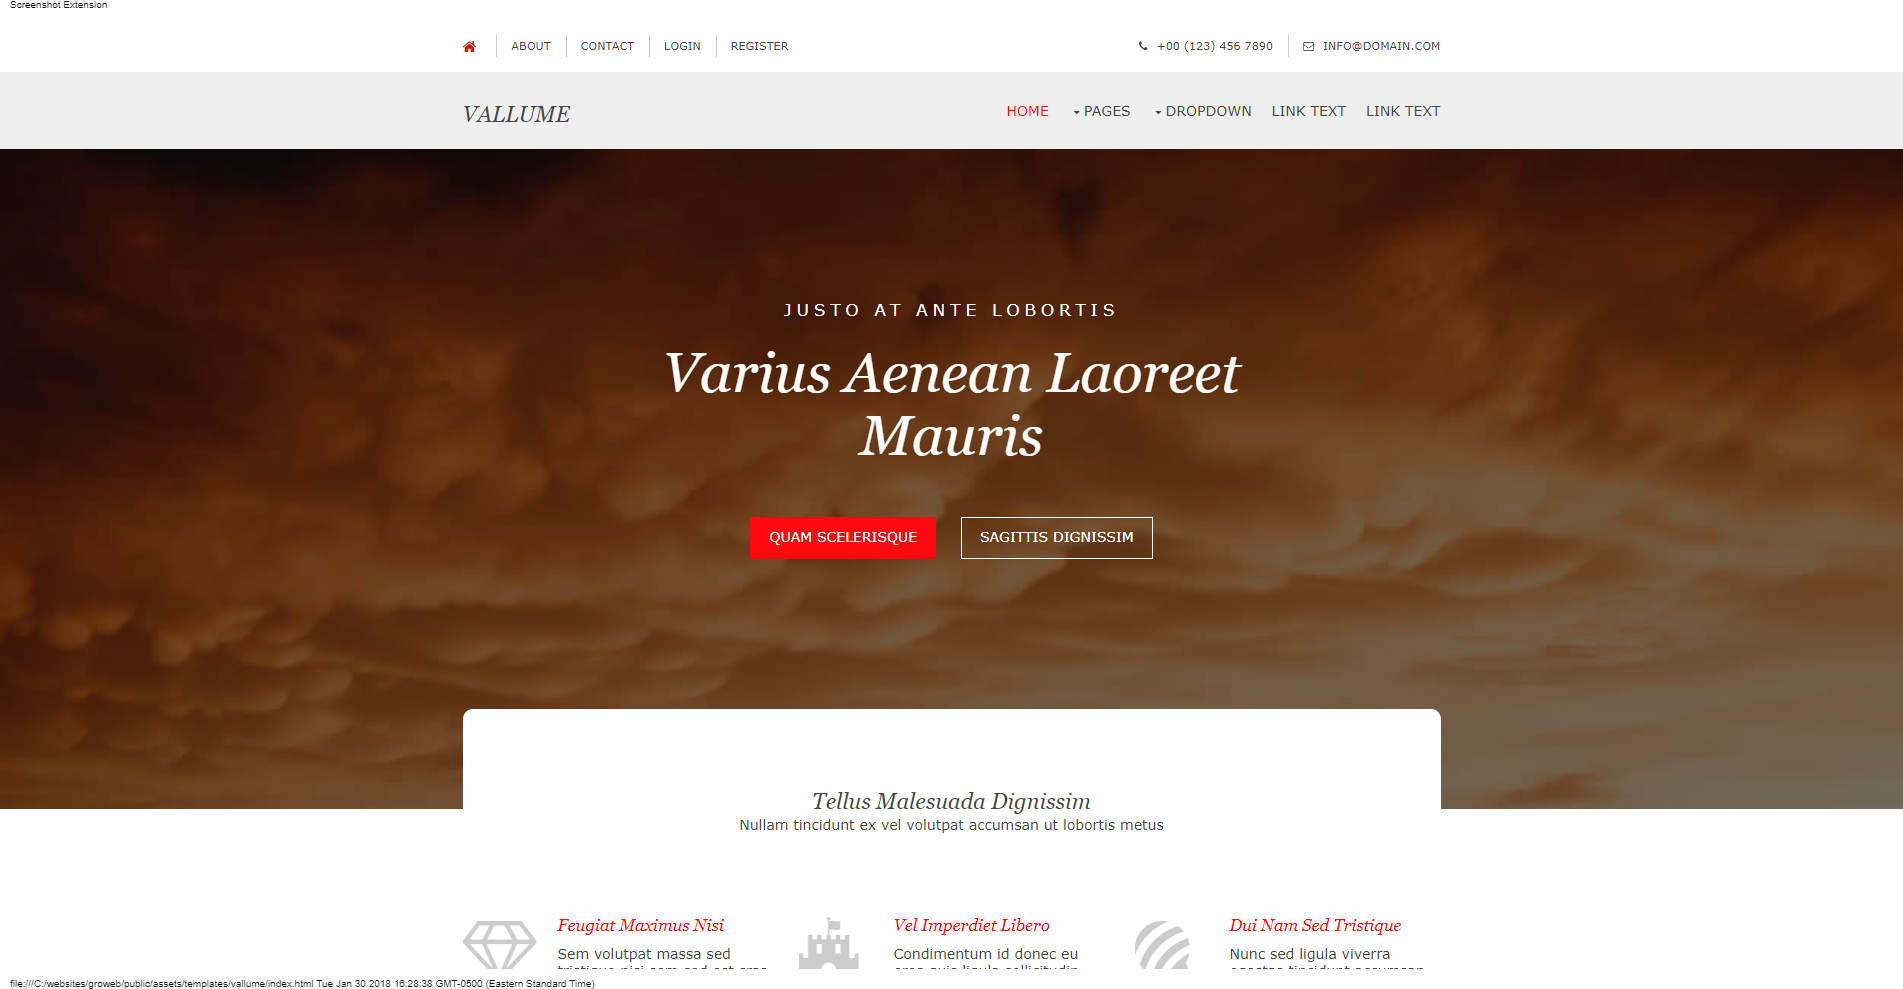 Screenshot Extension
ABOUT CONTACT LOGIN REGISTER +00 (123) 456 7890 INFO@DOMAIN.COM
VALLUME HOME PAGES DROPDOWN LINK TEXT LINK TEXT
JUSTO AT ANTE LOBORTIS
Varius Aenean Laoreet
Mauris
QUAM SCELERISQUE SAGITTIS DIGNISSIM
Tellus Malesuada Dignissim
Nullam tincidunt ex vel volutpat accumsan ut lobortis metus
Feugiat Maximus Nisi
Sem volutpat massa sed
Vel Imperdiet Libero
Condimentum id donec eu
Dui Nam Sed Tristique
Nunc sed ligula viverra
file:///C:/websites/groweb/public/assets/templates/vallume/index.html Tue Jan 30 2018 16:28:38 GMT-0500 (Eastern Standard Time)